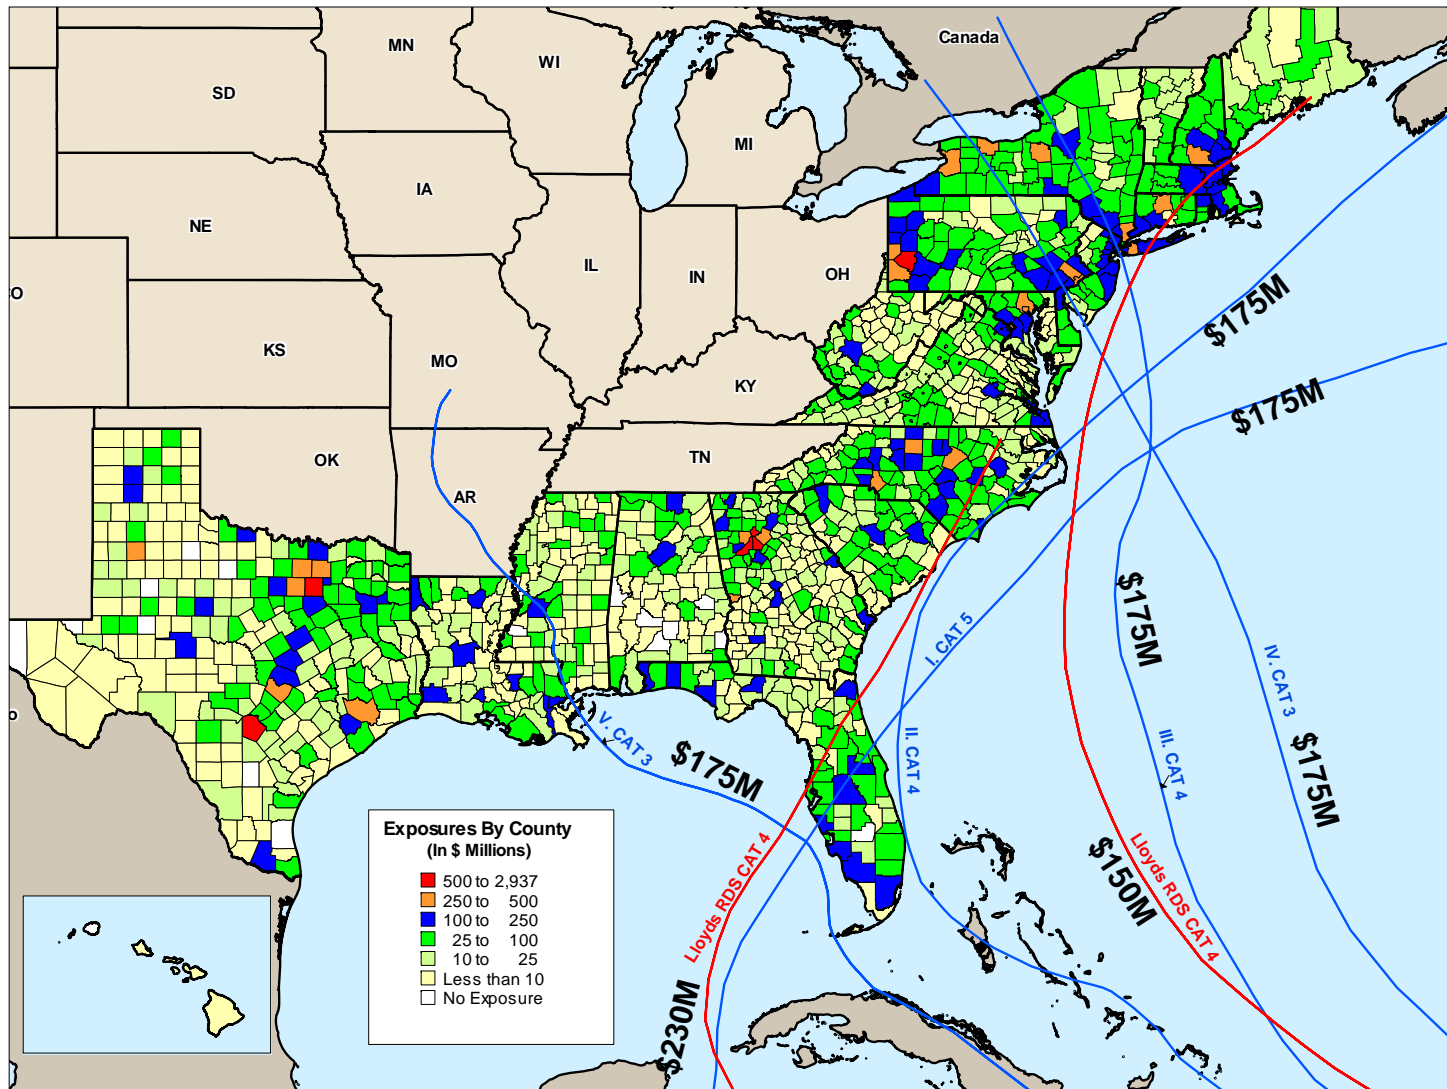 Canada
MN
WI
SD
MI
IA
NE
IL
IN
OH
O
KS
MO
KY
$175M
$175M
OK
TN
AR
I. CAT 5
$175M
IV. CAT 3
II. CAT 4
III. CAT 4
$175M
V. CAT 3
$175M
o
Lloyds RDS CAT 4
$150M
Lloyds RDS CAT 4
$230M
Exposures By County
(In $ Millions)
500 to 2,937
250 to 500
100 to 250
25 to 100
10 to 25
Less than 10
No Exposure